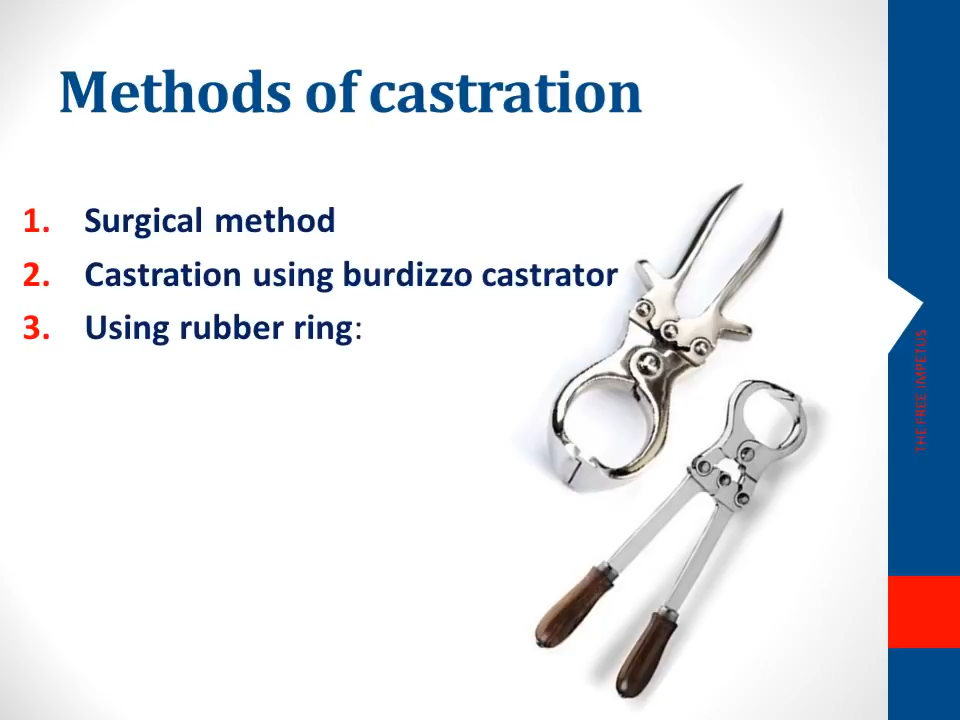 Methods of castration
1. Surgical method
2. Castration using burdizzo castrator
3. Using rubber ring:
THE FREE IMPETUS.